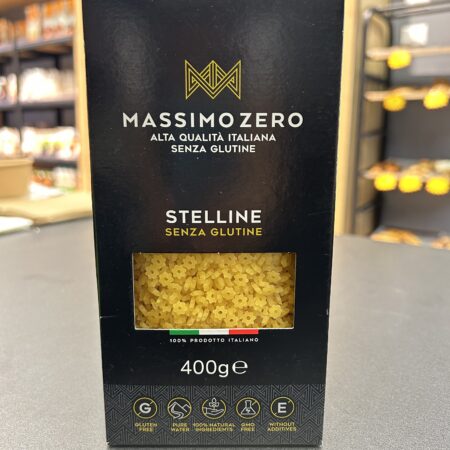 MASSIMO ZERO
ALTA QUALITÀ ITALIANA
SENZA GLUTINE
STELLINE
SENZA GLUTINE
100% PRODOTTO ITALIANO
400g℮
G
GLUTEN FREE
PURE WATER
100% NATURAL INGREDIENTS
GMO FREE
E
WITHOUT ADDITIVES